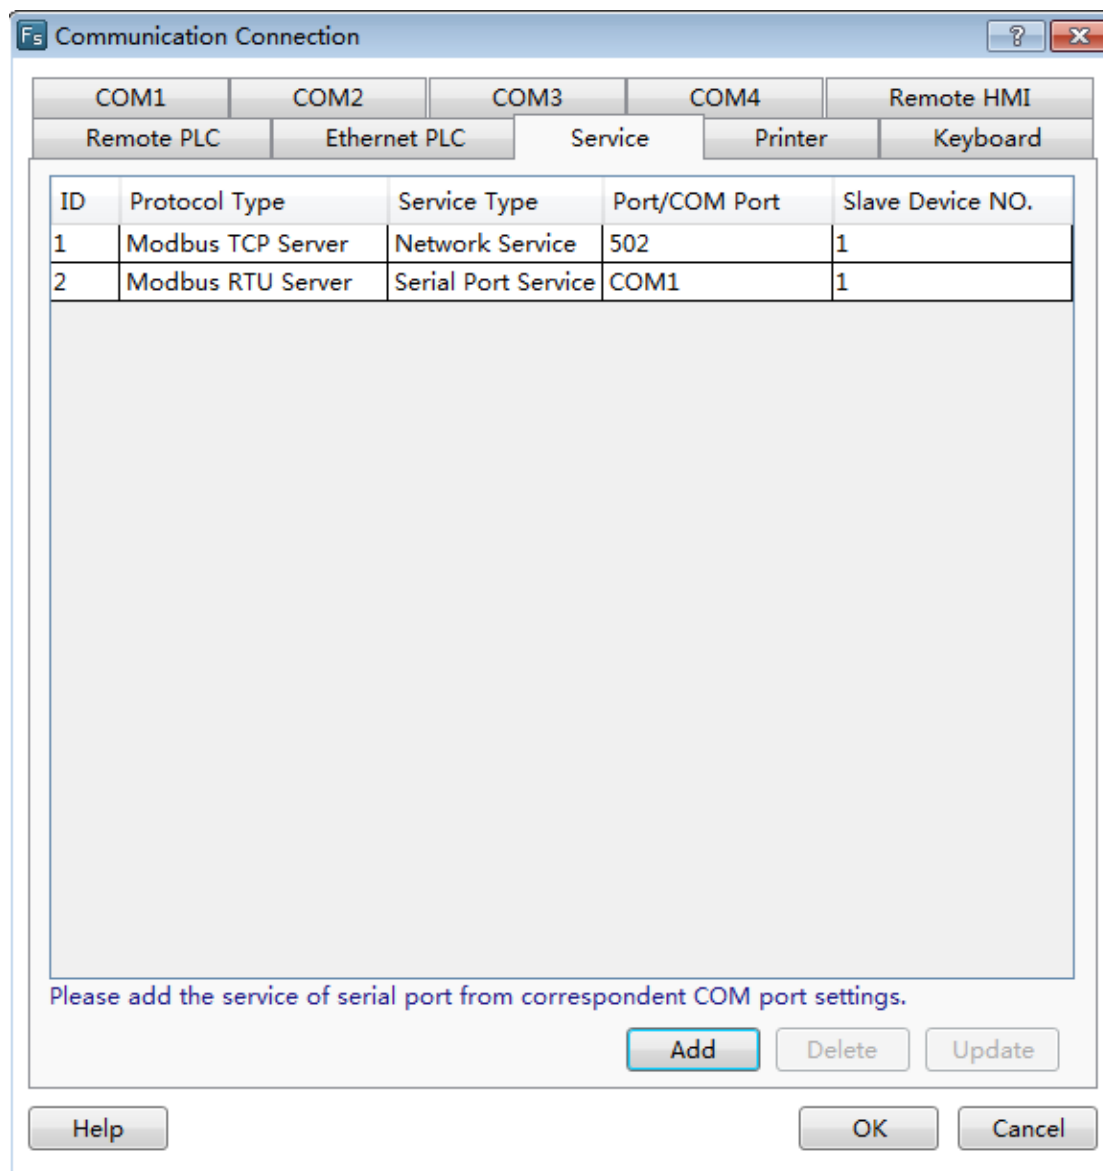 Fs Communication Connection ?
COM1 COM2 COM3 COM4 Remote HMI
Remote PLC Ethernet PLC Service Printer Keyboard
ID Protocol Type Service Type Port/COM Port Slave Device NO.
1 Modbus TCP Server Network Service 502 1
2 Modbus RTU Server Serial Port Service COM1 1
Please add the service of serial port from correspondent COM port settings.
Add Delete Update
Help OK Cancel